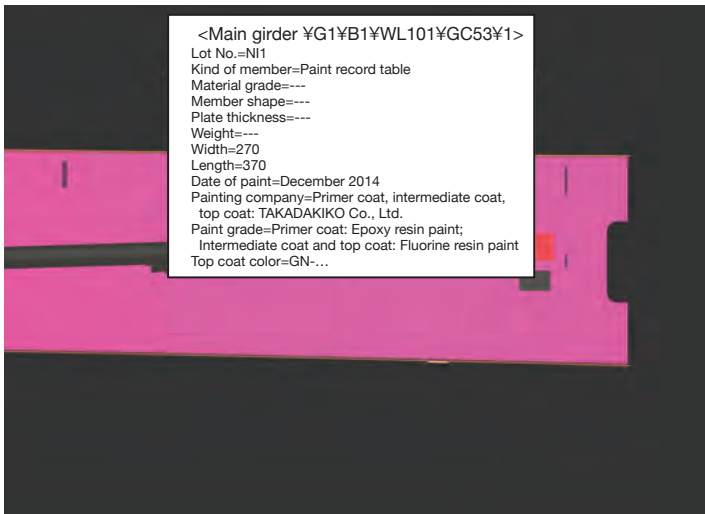 <Main girder ¥G1¥B1¥WL101¥GC53¥1>
Lot No.=NI1
Kind of member=Paint record table
Material grade=---
Member shape=---
Plate thickness=---
Weight=---
Width=270
Length=370
Date of paint=December 2014
Painting company=Primer coat, intermediate coat,
top coat: TAKADAKIKO Co., Ltd.
Paint grade=Primer coat: Epoxy resin paint;
Intermediate coat and top coat: Fluorine resin paint
Top coat color=GN-…